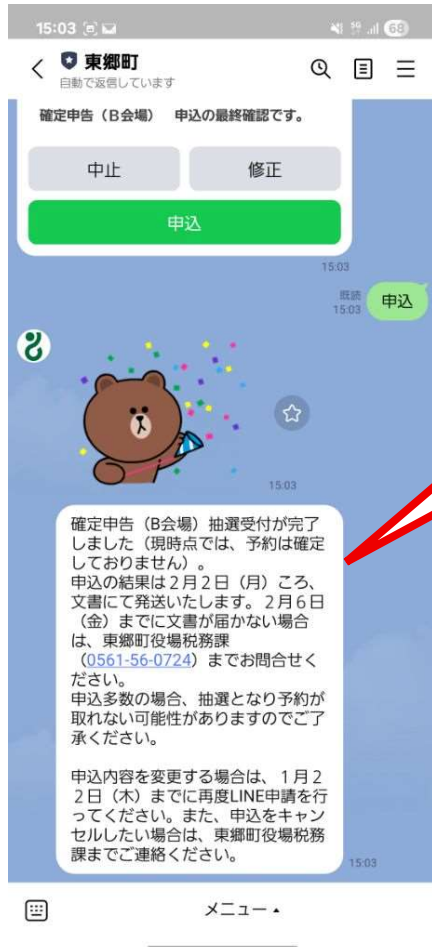 15:03
68
東郷町
自動で返信しています
確定申告（B会場） 申込の最終確認です。
中止
修正
申込
15:03
既読
15:03
申込
15:03
確定申告（B会場）抽選受付が完了
しました（現時点では、予約は確定
しておりません）。
申込の結果は２月２日（月）ころ、
文書にて発送いたします。２月６日
（金）までに文書が届かない場合
は、東郷町役場税務課
（0561-56-0724）までお問合せく
ださい。
申込多数の場合、抽選となり予約が
取れない可能性がありますのでご了
承ください。
申込内容を変更する場合は、１月２
２日（木）までに再度LINE申請を行
ってください。また、申込をキャン
セルしたい場合は、東郷町役場税務
課までご連絡ください。
15:03
メニュー